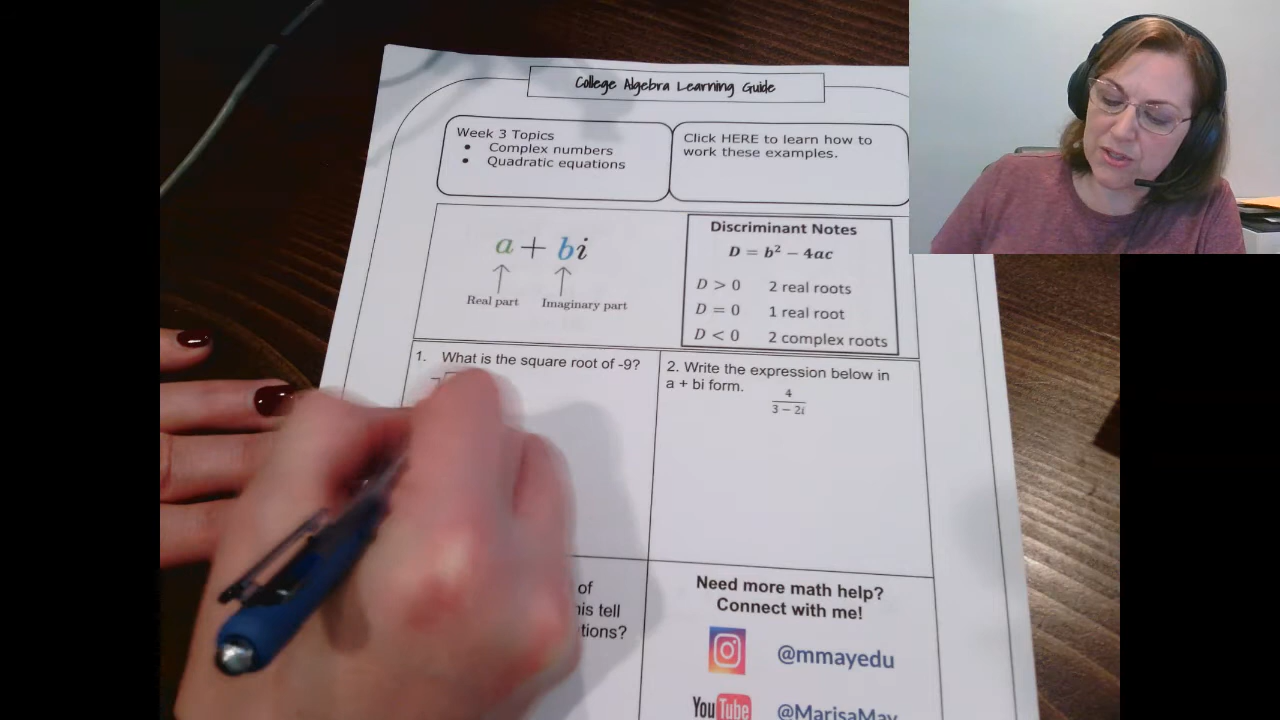 College Algebra Learning Guide
Week 3 Topics
• Complex numbers
• Quadratic equations
Click HERE to learn how to
work these examples.
a + bi
Real part Imaginary part
Discriminant Notes
D = b² − 4ac
D > 0 2 real roots
D = 0 1 real root
D < 0 2 complex roots
1. What is the square root of -9?
2. Write the expression below in
a + bi form.
4
3 − 2i
of
tell
Need more math help?
Connect with me!
@mmayedu
YouTube @MarisaMay